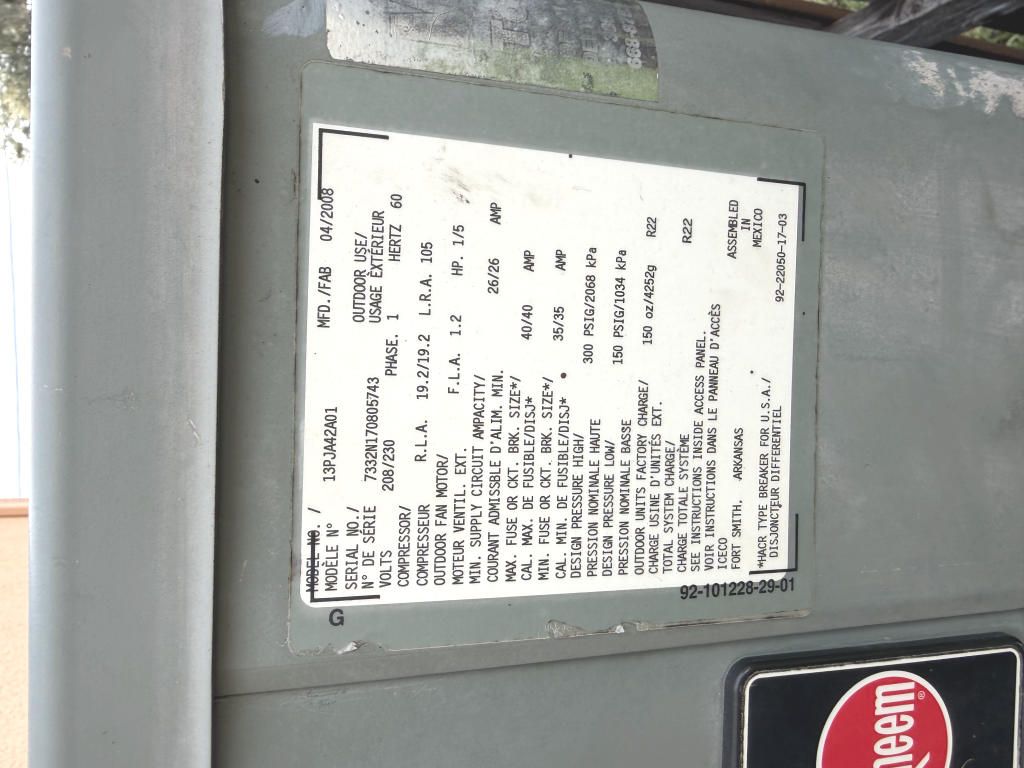 MFD./FAB 04/2008
MODEL NO. /
MODÈLE N° 13PJA42A01
OUTDOOR USE/
SERIAL NO./
USAGE EXTÉRIEUR
N° DE SÉRIE 7332N170805743
VOLTS 208/230 PHASE. 1 HERTZ 60
COMPRESSOR/
COMPRESSEUR R.L.A. 19.2/19.2 L.R.A. 105
OUTDOOR FAN MOTOR/
MOTEUR VENTIL. EXT. F.L.A. 1.2 HP. 1/5
MIN. SUPPLY CIRCUIT AMPACITY/
COURANT ADMISSBLE D'ALIM. MIN. 26/26 AMP
MAX. FUSE OR CKT. BRK. SIZE*/
CAL. MAX. DE FUSIBLE/DISJ* 40/40 AMP
MIN. FUSE OR CKT. BRK. SIZE*/
CAL. MIN. DE FUSIBLE/DISJ* 35/35 AMP
DESIGN PRESSURE HIGH/
PRESSION NOMINALE HAUTE 300 PSIG/2068 kPa
DESIGN PRESSURE LOW/
PRESSION NOMINALE BASSE 150 PSIG/1034 kPa
OUTDOOR UNITS FACTORY CHARGE/
CHARGE USINE D'UNITÉS EXT. 150 oz/4252g R22
TOTAL SYSTEM CHARGE/
CHARGE TOTALE SYSTÈME R22
SEE INSTRUCTIONS INSIDE ACCESS PANEL.
VOIR INSTRUCTIONS DANS LE PANNEAU D'ACCÈS
ICECO
FORT SMITH, ARKANSAS
ASSEMBLED
IN
MEXICO
*HACR TYPE BREAKER FOR U.S.A./
DISJONCTEUR DIFFERENTIEL
92-22050-17-03
G
92-101228-29-01